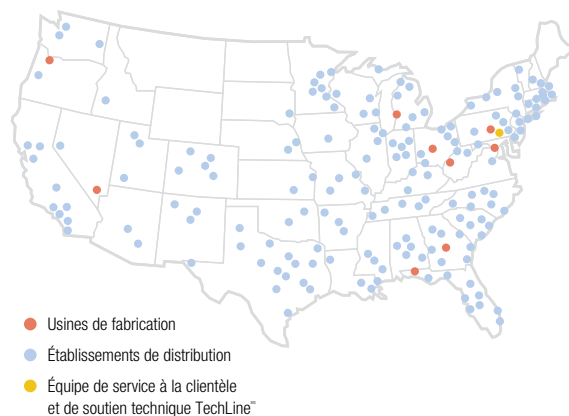 Usines de fabrication
Établissements de distribution
Équipe de service à la clientèle
et de soutien technique TechLine℠